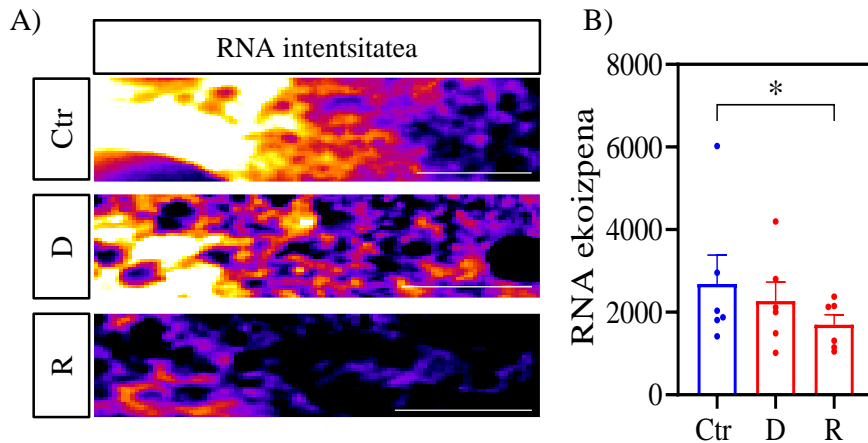 A)
RNA intentsitatea
Ctr
D
R
B)
RNA ekoizpena
8000
6000
4000
2000
0
*
Ctr D R